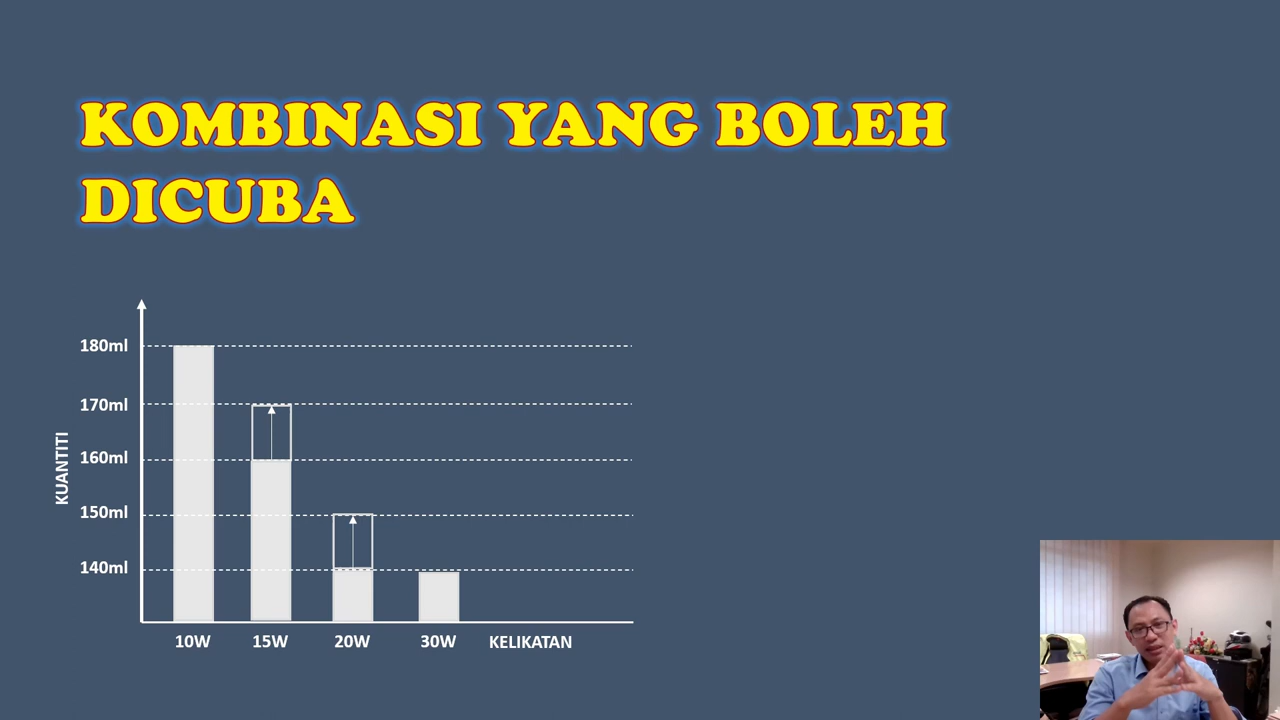 KOMBINASI YANG BOLEH
DICUBA
180ml
170ml
160ml
150ml
140ml
KUANTITI
10W 15W 20W 30W KELIKATAN